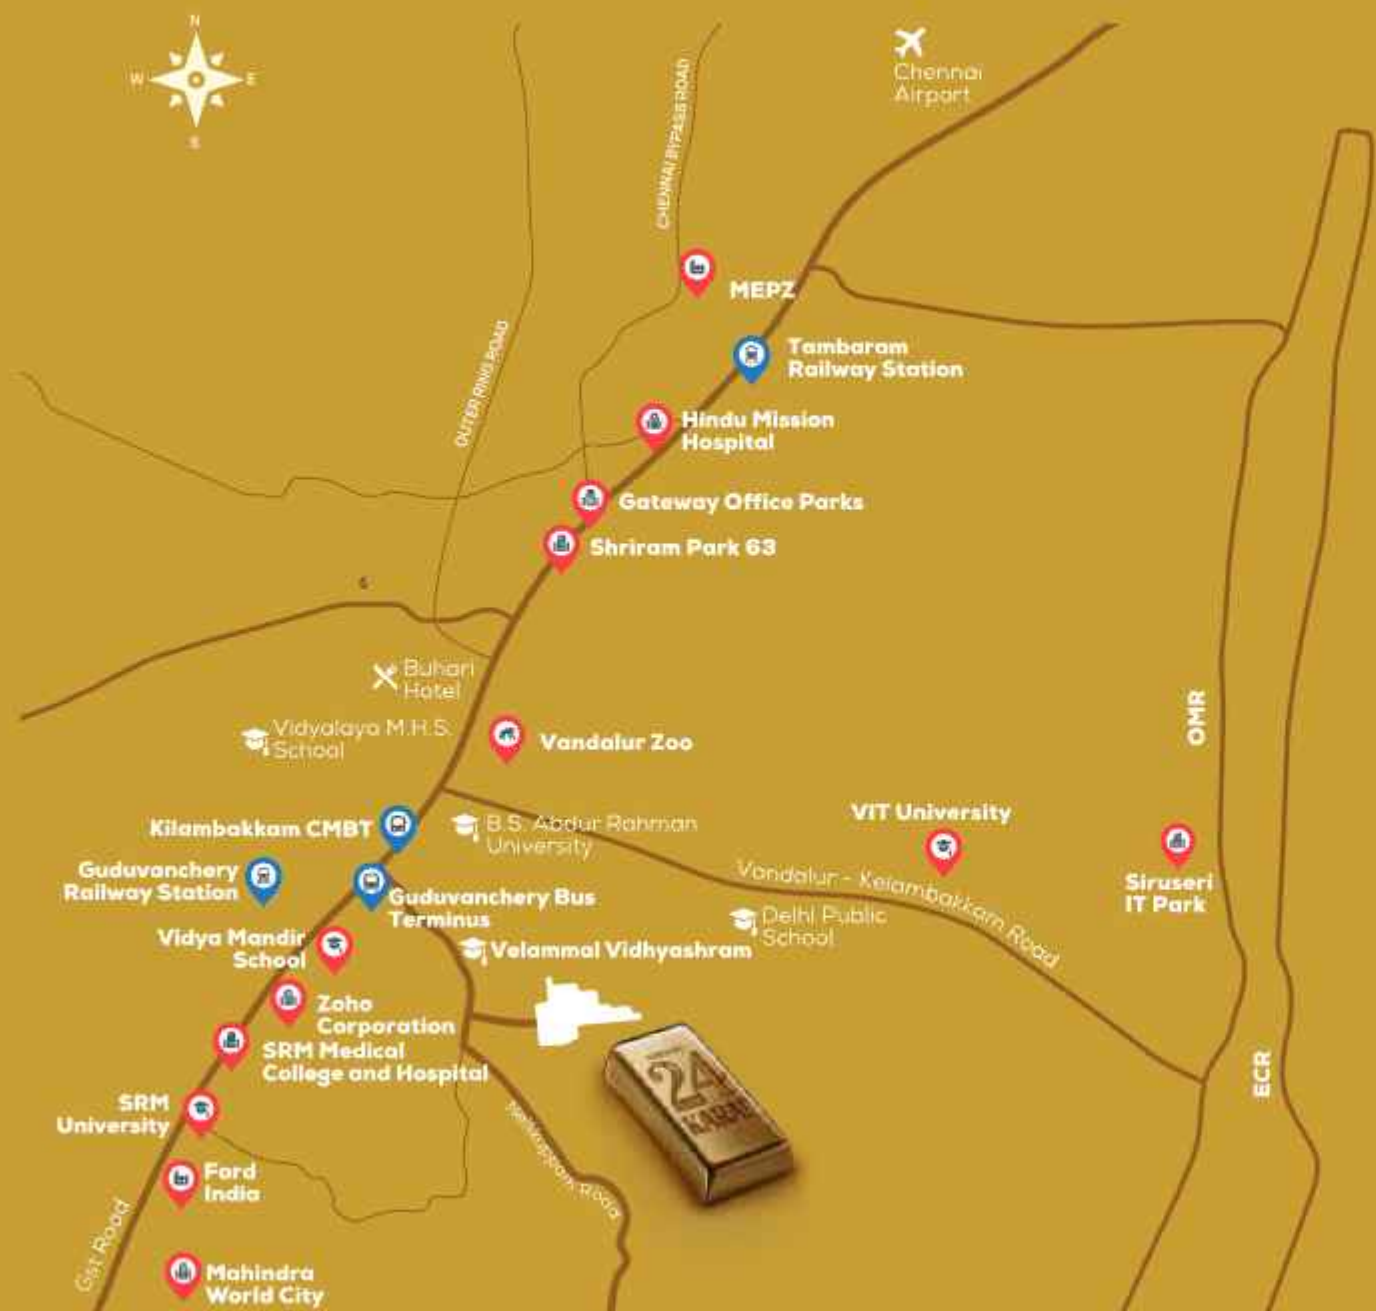 N
W
E
S
Chennai
Airport
CHENNAI BYPASS ROAD
MEPZ
OUTER RING ROAD
Tambaram
Railway Station
Hindu Mission
Hospital
Gateway Office Parks
Shriram Park 63
6
Buhari
Hotel
Vidyalaya M.H.S.
School
Vandalur Zoo
OMR
Kilambakkam CMBT
B.S. Abdur Rahman
University
VIT University
Guduvanchery
Railway Station
Guduvanchery Bus
Terminus
Vandalur - Kelambakkam Road
Siruseri
IT Park
Delhi Public
School
Vidya Mandir
School
Velammal Vidhyashram
Zoho
Corporation
SRM Medical
College and Hospital
24
KARAT
ECR
SRM
University
Nellikuppam Road
Ford
India
Gst Road
Mahindra
World City